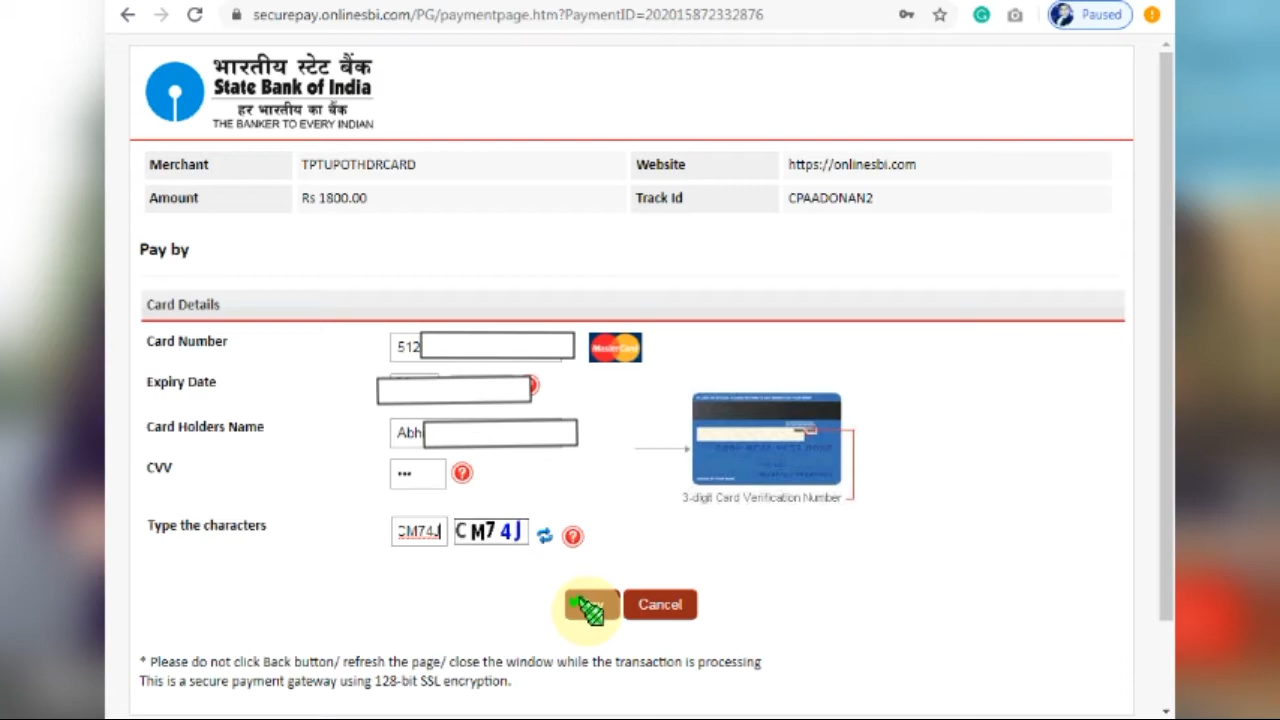 securepay.onlinesbi.com/PG/paymentpage.htm?PaymentID=202015872332876
Paused
भारतीय स्टेट बैंक
State Bank of India
हर भारतीय का बैंक
THE BANKER TO EVERY INDIAN
Merchant TPTUPOTHDRCARD Website https://onlinesbi.com
Amount Rs 1800.00 Track Id CPAADONAN2
Pay by
Card Details
Card Number 512 MasterCard
Expiry Date
Card Holders Name Abh
CVV •••
3-digit Card Verification Number
Type the characters CM74J CM74J
Cancel
* Please do not click Back button/ refresh the page/ close the window while the transaction is processing
This is a secure payment gateway using 128-bit SSL encryption.